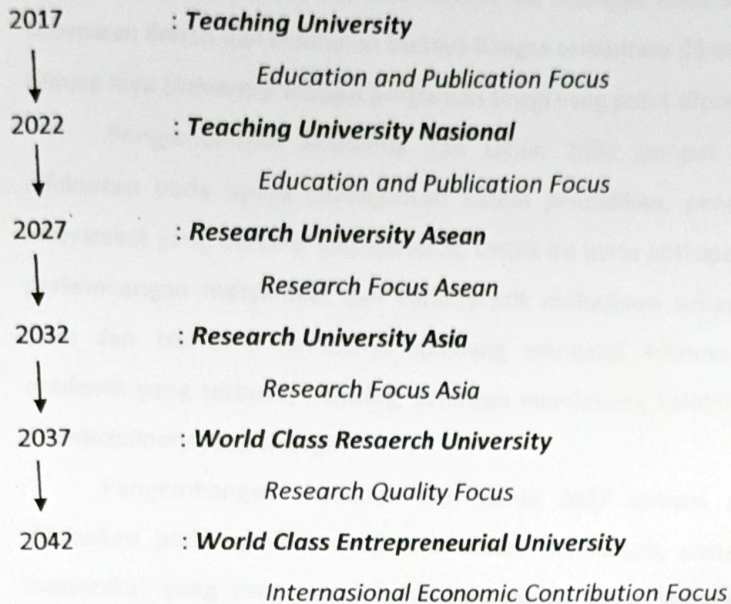 2017 : Teaching University
Education and Publication Focus
2022 : Teaching University Nasional
Education and Publication Focus
2027 : Research University Asean
Research Focus Asean
2032 : Research University Asia
Research Focus Asia
2037 : World Class Resaerch University
Research Quality Focus
2042 : World Class Entrepreneurial University
Internasional Economic Contribution Focus